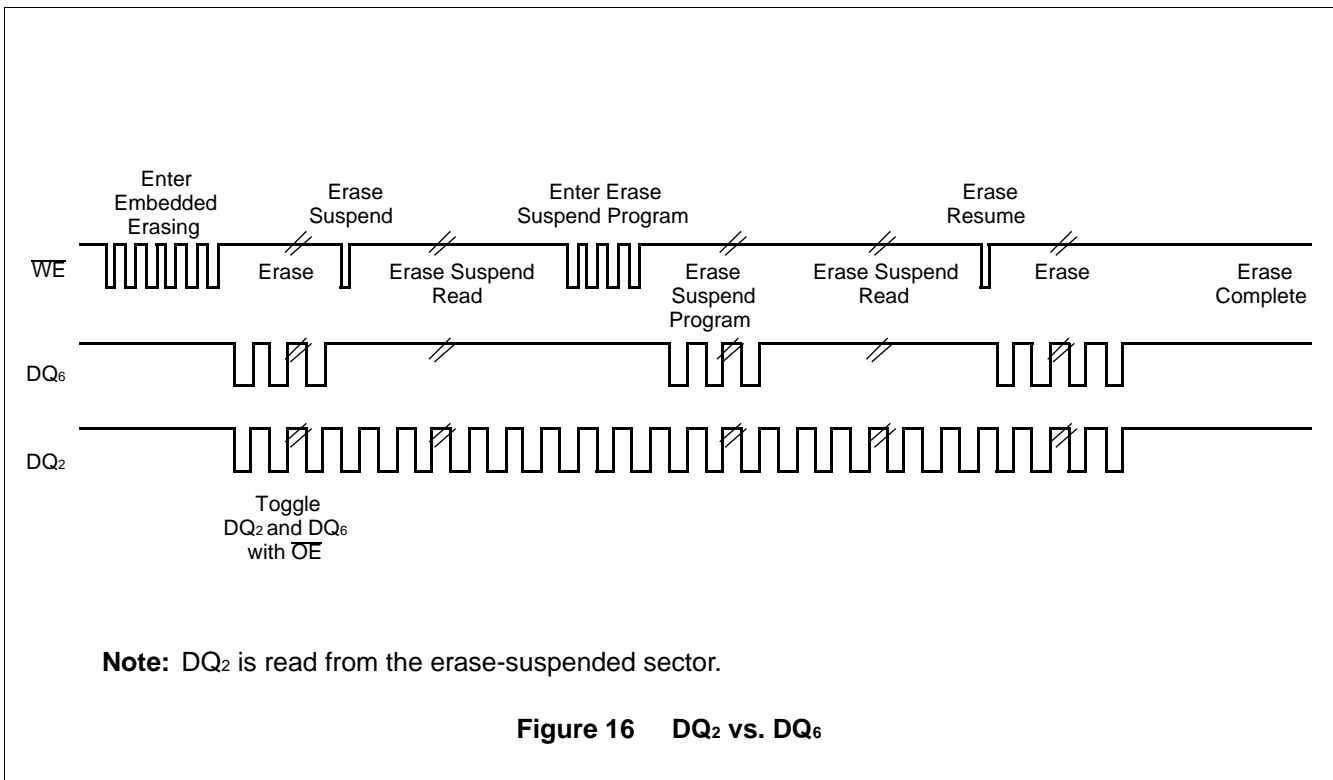 Enter
Embedded
Erasing
Erase
Suspend
Enter Erase
Suspend Program
Erase
Resume
WE
Erase
Erase Suspend
Read
Erase
Suspend
Program
Erase Suspend
Read
Erase
Erase
Complete
DQ6
DQ2
Toggle
DQ2 and DQ6
with OE
Note: DQ2 is read from the erase-suspended sector.
Figure 16 DQ2 vs. DQ6